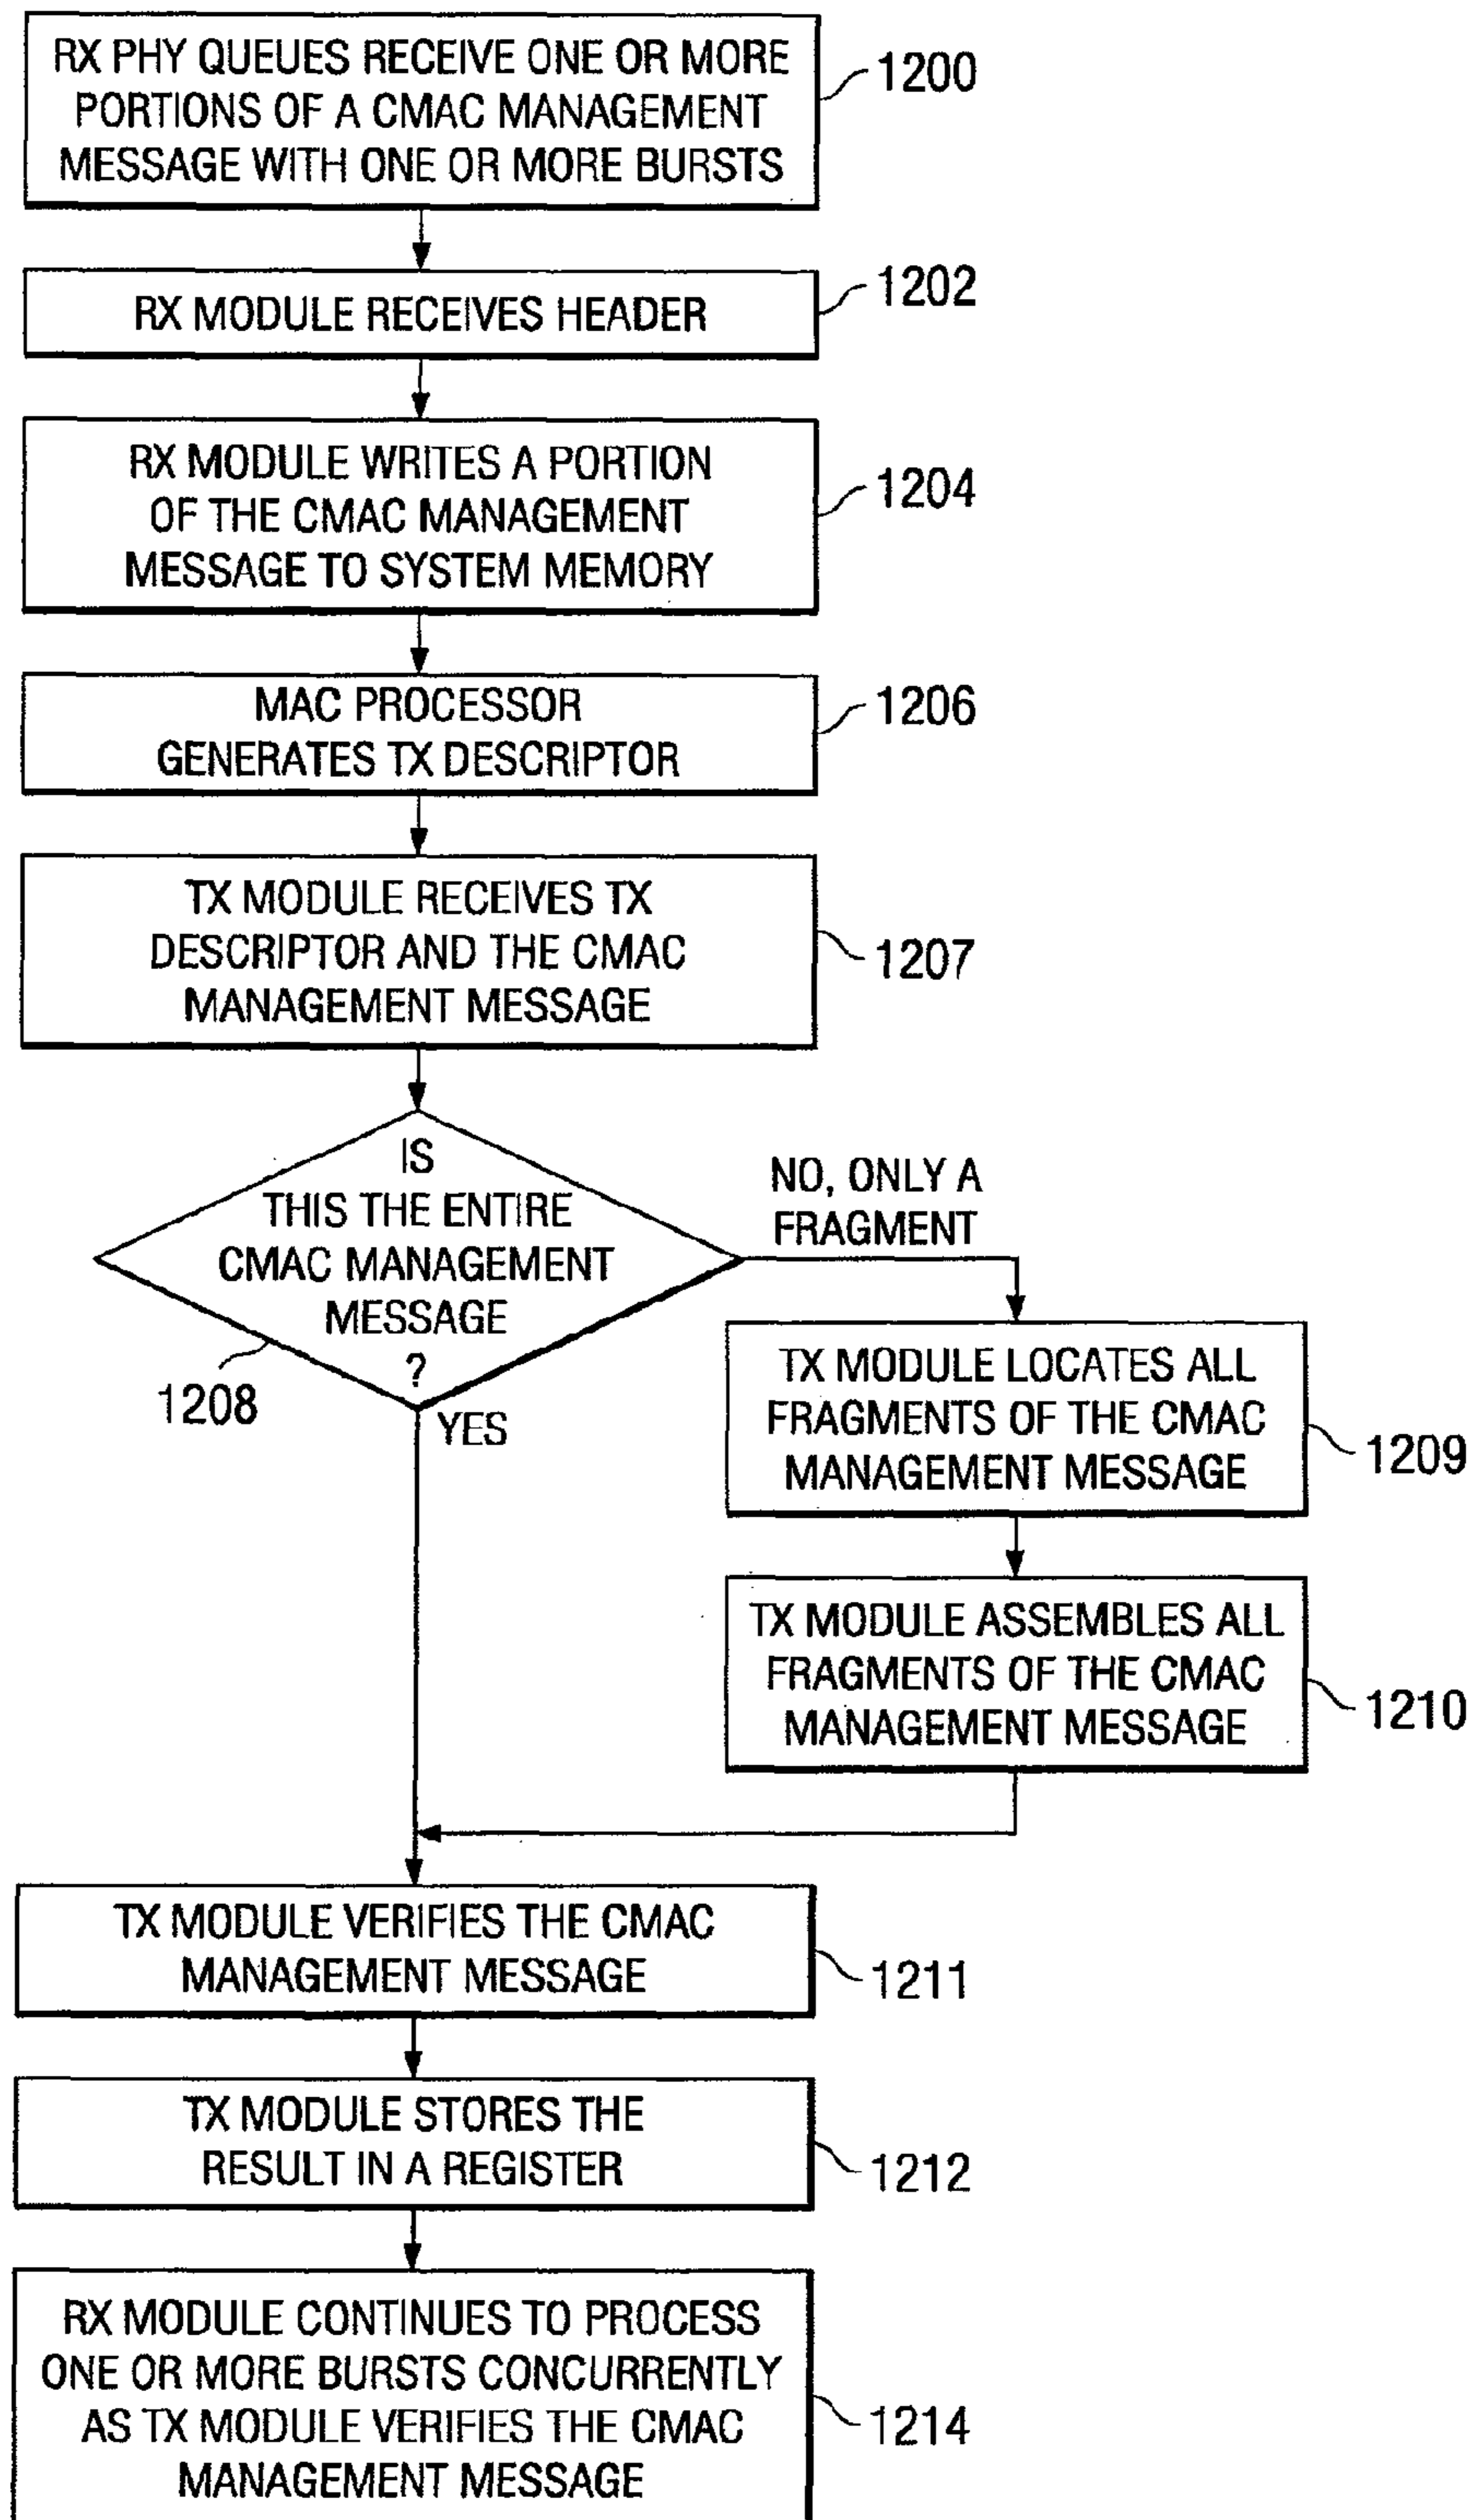 RX PHY QUEUES RECEIVE ONE OR MORE
PORTIONS OF A CMAC MANAGEMENT
MESSAGE WITH ONE OR MORE BURSTS
1200
RX MODULE RECEIVES HEADER
1202
RX MODULE WRITES A PORTION
OF THE CMAC MANAGEMENT
MESSAGE TO SYSTEM MEMORY
1204
MAC PROCESSOR
GENERATES TX DESCRIPTOR
1206
TX MODULE RECEIVES TX
DESCRIPTOR AND THE CMAC
MANAGEMENT MESSAGE
1207
IS
THIS THE ENTIRE
CMAC MANAGEMENT
MESSAGE
?
1208
YES
NO, ONLY A
FRAGMENT
TX MODULE LOCATES ALL
FRAGMENTS OF THE CMAC
MANAGEMENT MESSAGE
1209
TX MODULE ASSEMBLES ALL
FRAGMENTS OF THE CMAC
MANAGEMENT MESSAGE
1210
TX MODULE VERIFIES THE CMAC
MANAGEMENT MESSAGE
1211
TX MODULE STORES THE
RESULT IN A REGISTER
1212
RX MODULE CONTINUES TO PROCESS
ONE OR MORE BURSTS CONCURRENTLY
AS TX MODULE VERIFIES THE CMAC
MANAGEMENT MESSAGE
1214